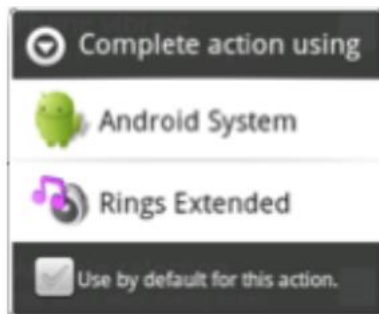 Complete action using
Android System
Rings Extended
Use by default for this action.